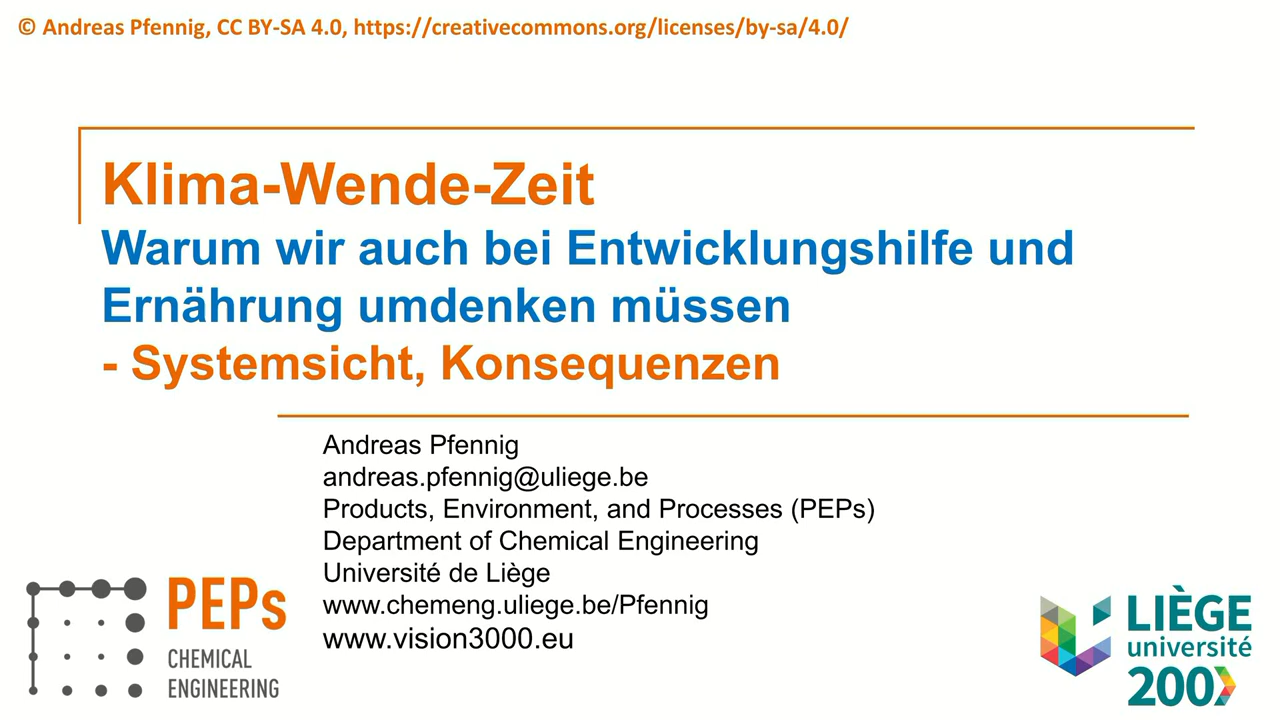 © Andreas Pfennig, CC BY-SA 4.0, https://creativecommons.org/licenses/by-sa/4.0/
Klima-Wende-Zeit
Warum wir auch bei Entwicklungshilfe und
Ernährung umdenken müssen
- Systemsicht, Konsequenzen
Andreas Pfennig
andreas.pfennig@uliege.be
Products, Environment, and Processes (PEPs)
Department of Chemical Engineering
Université de Liège
www.chemeng.uliege.be/Pfennig
www.vision3000.eu
PEPs
CHEMICAL
ENGINEERING
LIÈGE
université
200